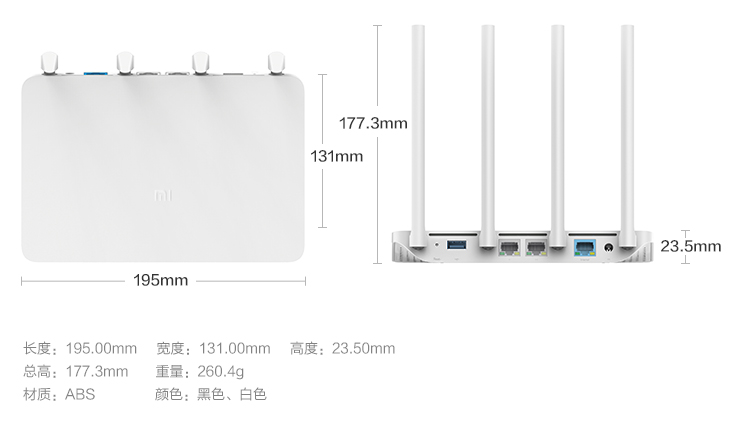 177.3mm
131mm
mi
195mm
23.5mm
长度：195.00mm 宽度：131.00mm 高度：23.50mm
总高：177.3mm 重量：260.4g
材质：ABS 颜色：黑色、白色